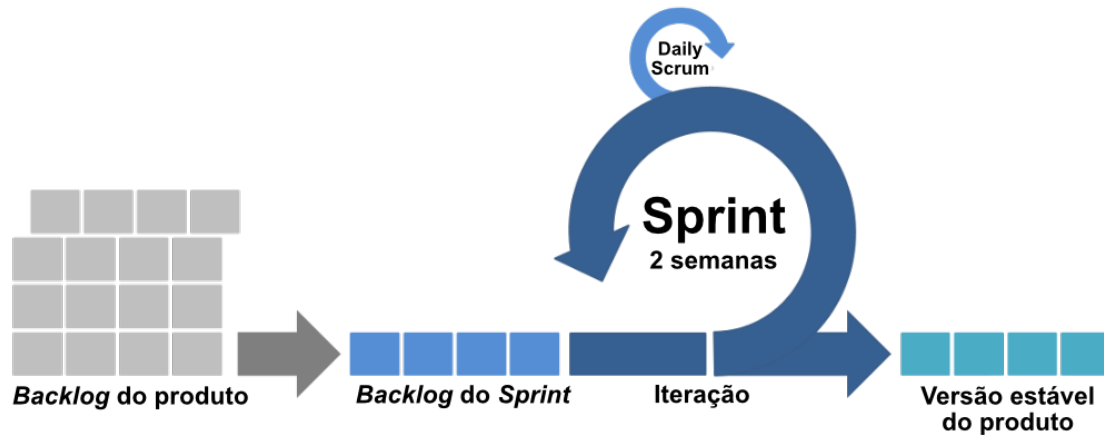 Daily
Scrum
Sprint
2 semanas
Backlog do produto
Backlog do Sprint
Iteração
Versão estável
do produto